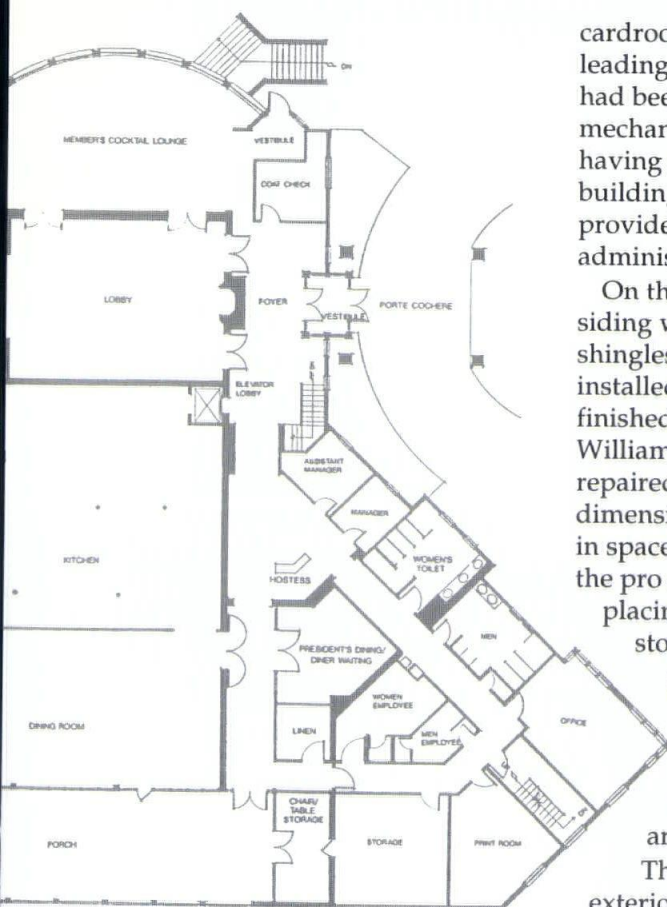 DN
MEMBER'S COCKTAIL LOUNGE
VESTIBULE
COAT CHECK
LOBBY
FOYER
VESTIBULE
PORTE COCHERE
ELEVATOR
LOBBY
ASSISTANT
MANAGER
MANAGER
KITCHEN
WOMEN'S
TOILET
HOSTESS
MEN
PRESIDENT'S DINING/
DINER WAITING
WOMEN
EMPLOYEE
OFFICE
DINING ROOM
LINEN
MEN
EMPLOYEE
DN
CHAIR/
TABLE
STORAGE
STORAGE
PRINT ROOM
PORCH
cardroo
leading
had bee
mechan
having
building
provide
adminis
On th
siding w
shingles
installed
finished
William
repaired
dimensi
in space
the pro
placin
sto
ar
Th
exterio